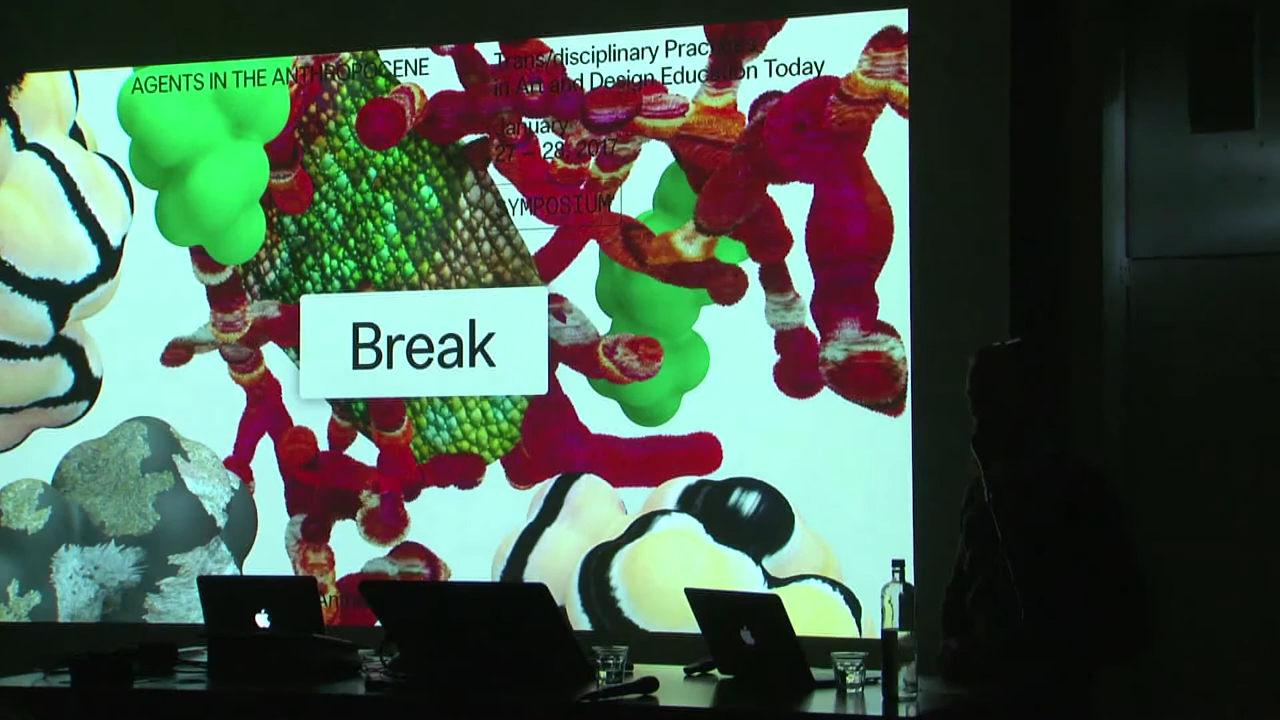 AGENTS IN THE ANTHROPOCENE
Trans/disciplinary Practices
in Art and Design Education Today
January
27 – 28, 2017
SYMPOSIUM
Break